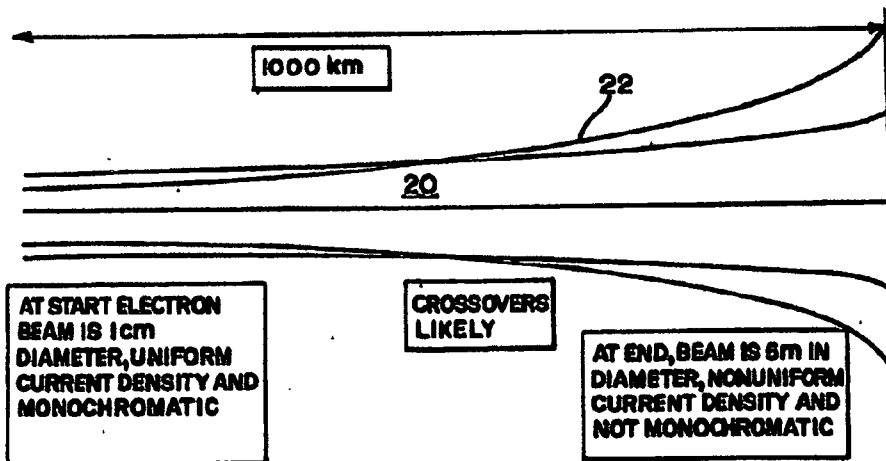 1000 km
22
20
AT START ELECTRON
BEAM IS 1cm
DIAMETER, UNIFORM
CURRENT DENSITY AND
MONOCHROMATIC
CROSSOVERS
LIKELY
AT END, BEAM IS 5m IN
DIAMETER, NONUNIFORM
CURRENT DENSITY AND
NOT MONOCHROMATIC